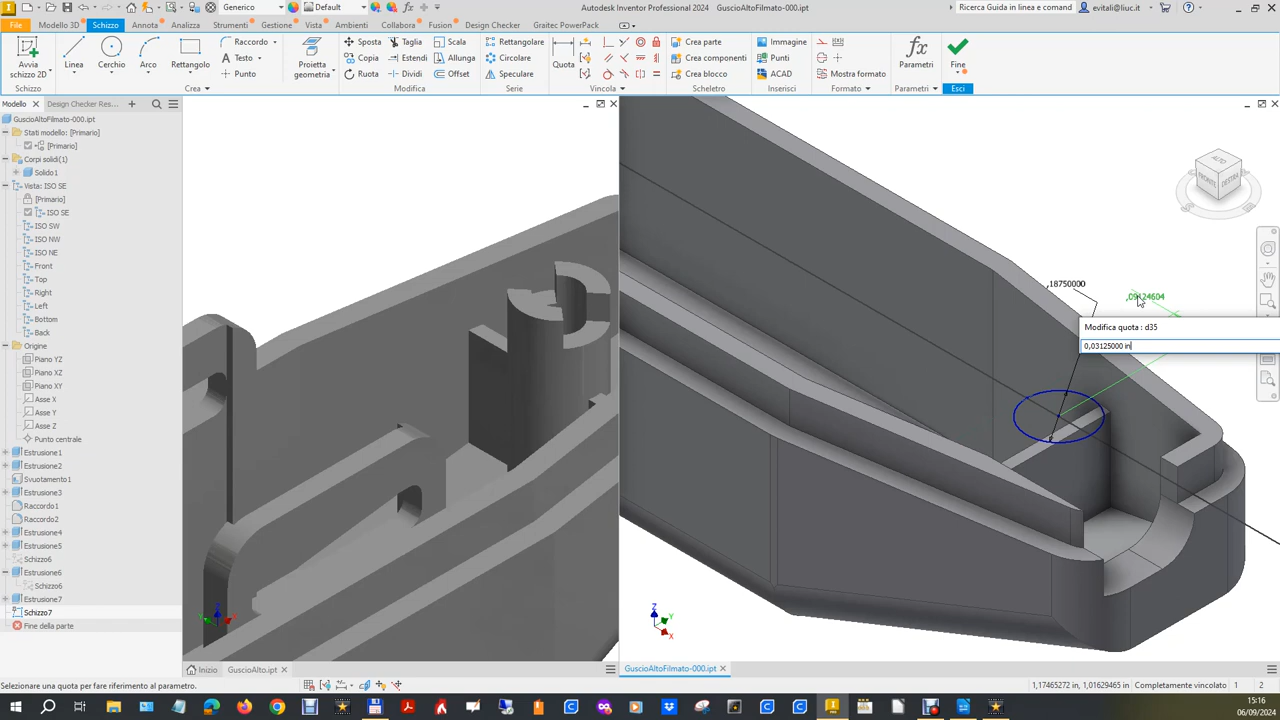 Generico
Default
Autodesk Inventor Professional 2024 - GuscioAltoFilmato-000.ipt
Ricerca Guida in linea e comandi
evitali@liuc.it
File
Modello 3D
Schizzo
Annota
Analizza
Strumenti
Gestione
Vista
Ambienti
Collabora
Fusion
Design Checker
Graitec PowerPack
Avvia
schizzo 2D
Linea
Cerchio
Arco
Rettangolo
Raccordo
Testo
Punto
Proietta
geometria
Sposta
Taglia
Scala
Copia
Estendi
Allunga
Ruota
Dividi
Offset
Rettangolare
Circolare
Speculare
Quota
Crea parte
Crea componenti
Crea blocco
Immagine
Punti
ACAD
Mostra formato
Parametri
Fine
Schizzo
Crea
Modifica
Serie
Vincola
Scheletro
Inserisci
Formato
Parametri
Esci
Modello
Design Checker Res...
GuscioAltoFilmato-000.ipt
Stati modello: [Primario]
[Primario]
Corpi solidi(1)
Solido1
Vista: ISO SE
[Primario]
ISO SE
ISO SW
ISO NW
ISO NE
Front
Top
Right
Left
Bottom
Back
Origine
Piano YZ
Piano XZ
Piano XY
Asse X
Asse Y
Asse Z
Punto centrale
Estrusione1
Estrusione2
Svuotamento1
Estrusione3
Raccordo1
Raccordo2
Estrusione4
Estrusione5
Schizzo6
Estrusione6
Schizzo6
Estrusione7
Schizzo7
Fine della parte
ALTO
FRONTE
DESTRA
,18750000
Modifica quota : d35
0,03125000 in
Z
Y
X
Z
Y
X
Inizio
GuscioAlto.ipt
GuscioAltoFilmato-000.ipt
Selezionare una quota per fare riferimento al parametro.
1,17465272 in, 1,01629465 in
Completamente vincolato
1
2
15:16
06/09/2024